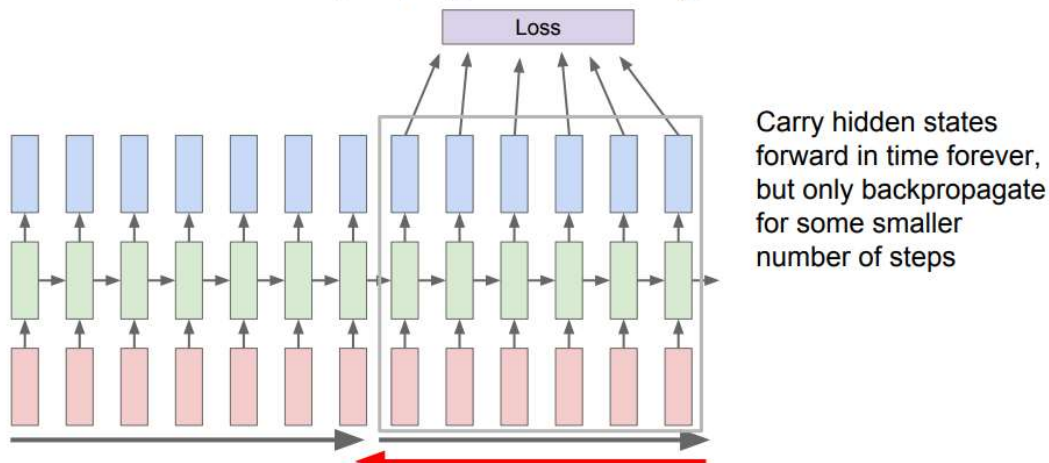 Loss
Carry hidden states
forward in time forever,
but only backpropagate
for some smaller
number of steps